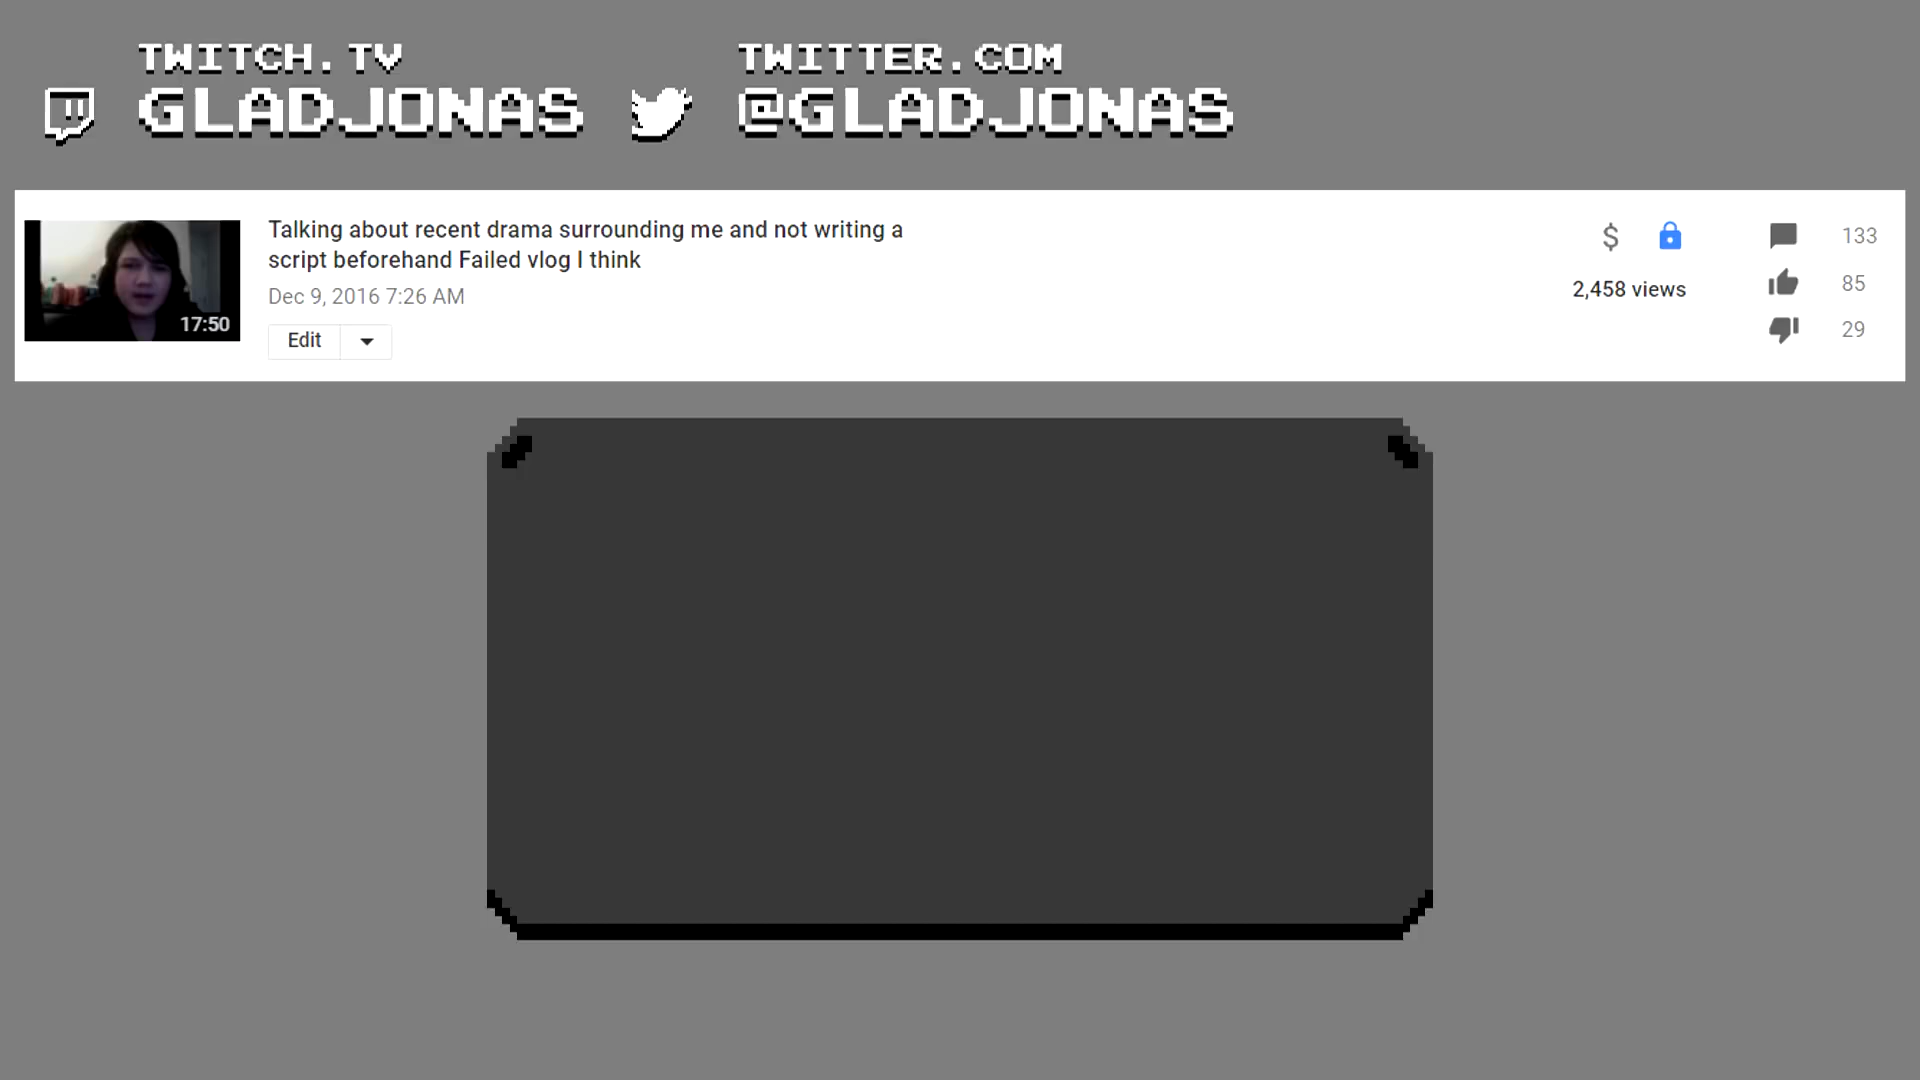 TWITCH.TV
GLADJONAS
TWITTER.COM
@GLADJONAS
Talking about recent drama surrounding me and not writing a
script beforehand Failed vlog I think
Dec 9, 2016 7:26 AM
17:50
Edit
$
2,458 views
133
85
29